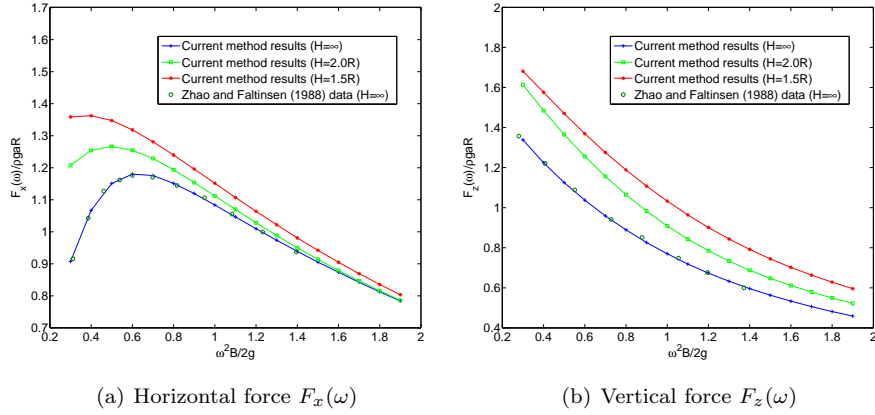 1.7
1.6
1.5
1.4
1.3
1.2
1.1
1
0.9
0.8
0.7
0.2 0.4 0.6 0.8 1 1.2 1.4 1.6 1.8 2
F_x(ω)/ρgaR
ω²B/2g
Current method results (H=∞)
Current method results (H=2.0R)
Current method results (H=1.5R)
Zhao and Faltinsen (1988) data (H=∞)
(a) Horizontal force F_x(ω)
2
1.8
1.6
1.4
1.2
1
0.8
0.6
0.4
0.2 0.4 0.6 0.8 1 1.2 1.4 1.6 1.8 2
F_z(ω)/ρgaR
ω²B/2g
Current method results (H=∞)
Current method results (H=2.0R)
Current method results (H=1.5R)
Zhao and Faltinsen (1988) data (H=∞)
(b) Vertical force F_z(ω)